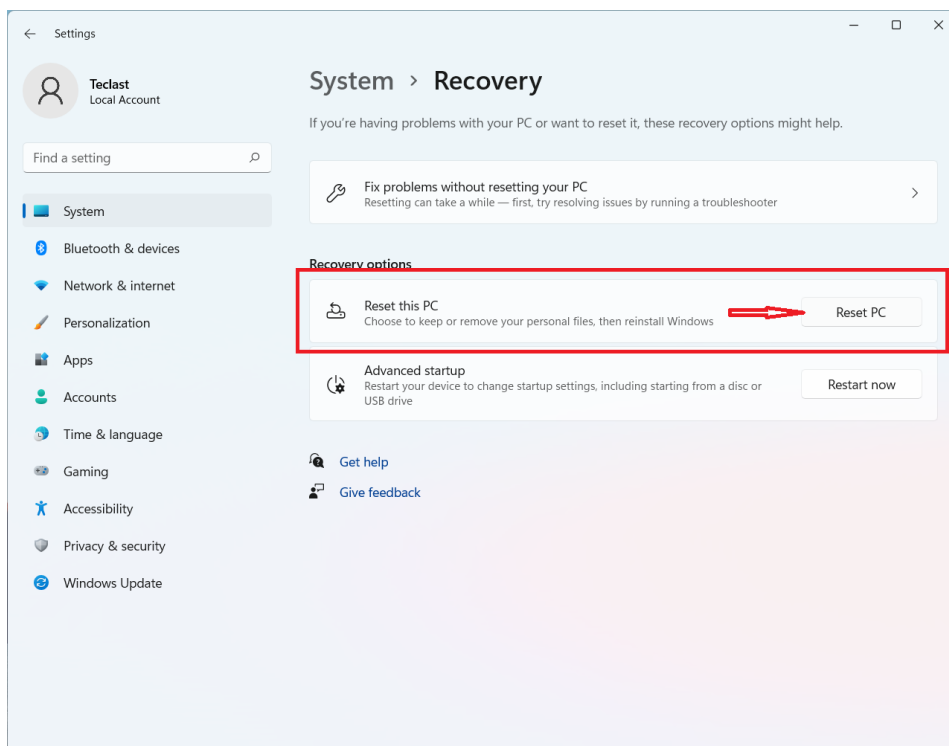 Settings
Teclast
Local Account
Find a setting
System
Bluetooth & devices
Network & internet
Personalization
Apps
Accounts
Time & language
Gaming
Accessibility
Privacy & security
Windows Update
System > Recovery
If you're having problems with your PC or want to reset it, these recovery options might help.
Fix problems without resetting your PC
Resetting can take a while — first, try resolving issues by running a troubleshooter
Recovery options
Reset this PC
Choose to keep or remove your personal files, then reinstall Windows
Reset PC
Advanced startup
Restart your device to change startup settings, including starting from a disc or
USB drive
Restart now
Get help
Give feedback